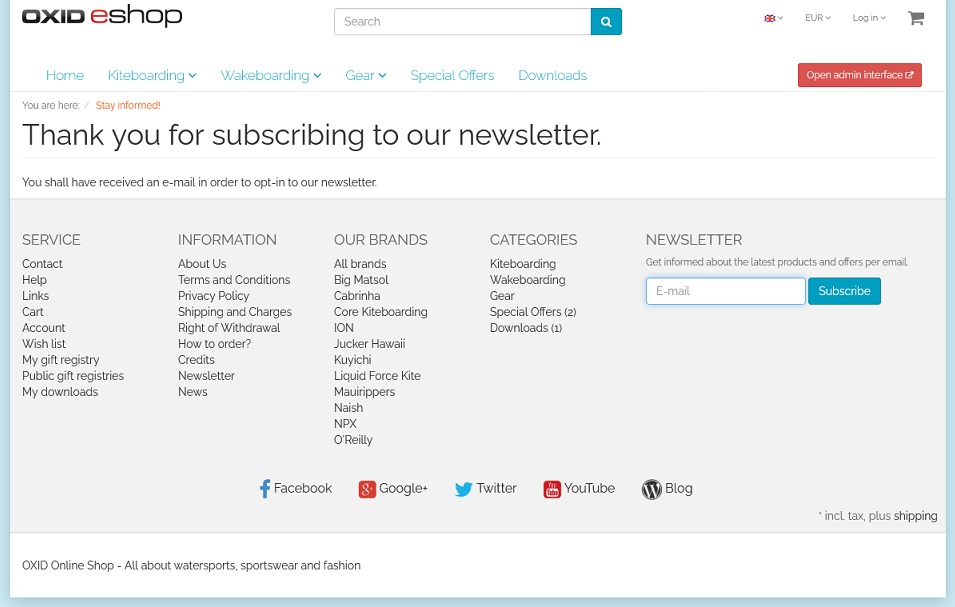 OXID eshop
Search
EUR
Log in
Home Kiteboarding Wakeboarding Gear Special Offers Downloads
Open admin interface
You are here: / Stay informed!
Thank you for subscribing to our newsletter.
You shall have received an e-mail in order to opt-in to our newsletter.
SERVICE
Contact
Help
Links
Cart
Account
Wish list
My gift registry
Public gift registries
My downloads
INFORMATION
About Us
Terms and Conditions
Privacy Policy
Shipping and Charges
Right of Withdrawal
How to order?
Credits
Newsletter
News
OUR BRANDS
All brands
Big Matsol
Cabrinha
Core Kiteboarding
ION
Jucker Hawaii
Kuyichi
Liquid Force Kite
Mauirippers
Naish
NPX
O'Reilly
CATEGORIES
Kiteboarding
Wakeboarding
Gear
Special Offers (2)
Downloads (1)
NEWSLETTER
Get informed about the latest products and offers per email.
E-mail
Subscribe
Facebook Google+ Twitter YouTube Blog
* incl. tax, plus shipping
OXID Online Shop - All about watersports, sportswear and fashion